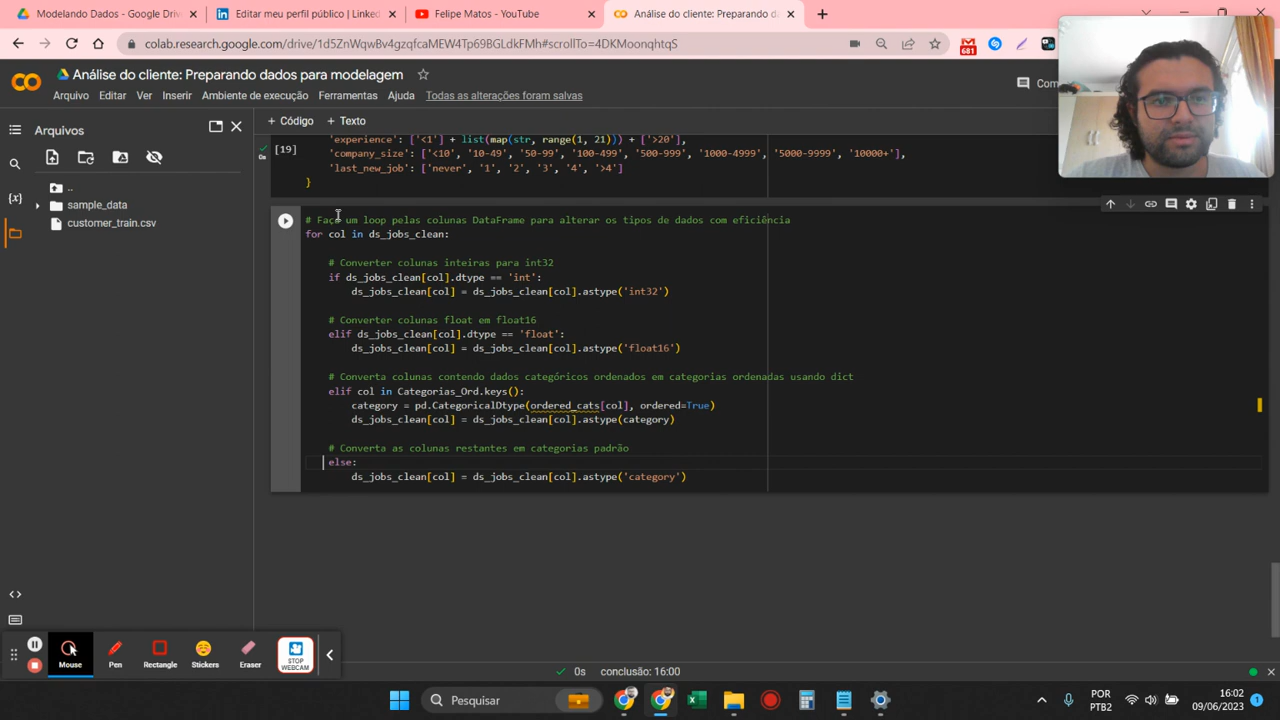 Modelando Dados - Google Driv
Editar meu perfil público | Linked
Felipe Matos - YouTube
Análise do cliente: Preparando da
colab.research.google.com/drive/1d5ZnWqwBv4gzqfcaMEW4Tp69BGLdkFMh#scrollTo=4DKMoonqhtqS
681
Análise do cliente: Preparando dados para modelagem
Com
Arquivo Editar Ver Inserir Ambiente de execução Ferramentas Ajuda Todas as alterações foram salvas
Arquivos
+ Código + Texto
..
sample_data
customer_train.csv
[19]
0s
'experience': ['<1'] + list(map(str, range(1, 21))) + ['>20'],
'company_size': ['<10', '10-49', '50-99', '100-499', '500-999', '1000-4999', '5000-9999', '10000+'],
'last_new_job': ['never', '1', '2', '3', '4', '>4']
}
# Faça um loop pelas colunas DataFrame para alterar os tipos de dados com eficiência
for col in ds_jobs_clean:
# Converter colunas inteiras para int32
if ds_jobs_clean[col].dtype == 'int':
ds_jobs_clean[col] = ds_jobs_clean[col].astype('int32')
# Converter colunas float em float16
elif ds_jobs_clean[col].dtype == 'float':
ds_jobs_clean[col] = ds_jobs_clean[col].astype('float16')
# Converta colunas contendo dados categóricos ordenados em categorias ordenadas usando dict
elif col in Categorias_Ord.keys():
category = pd.CategoricalDtype(ordered_cats[col], ordered=True)
ds_jobs_clean[col] = ds_jobs_clean[col].astype(category)
# Converta as colunas restantes em categorias padrão
else:
ds_jobs_clean[col] = ds_jobs_clean[col].astype('category')
Mouse
Pen
Rectangle
Stickers
Eraser
STOP
WEBCAM
0s conclusão: 16:00
Pesquisar
POR
PTB2
16:02
09/06/2023
1